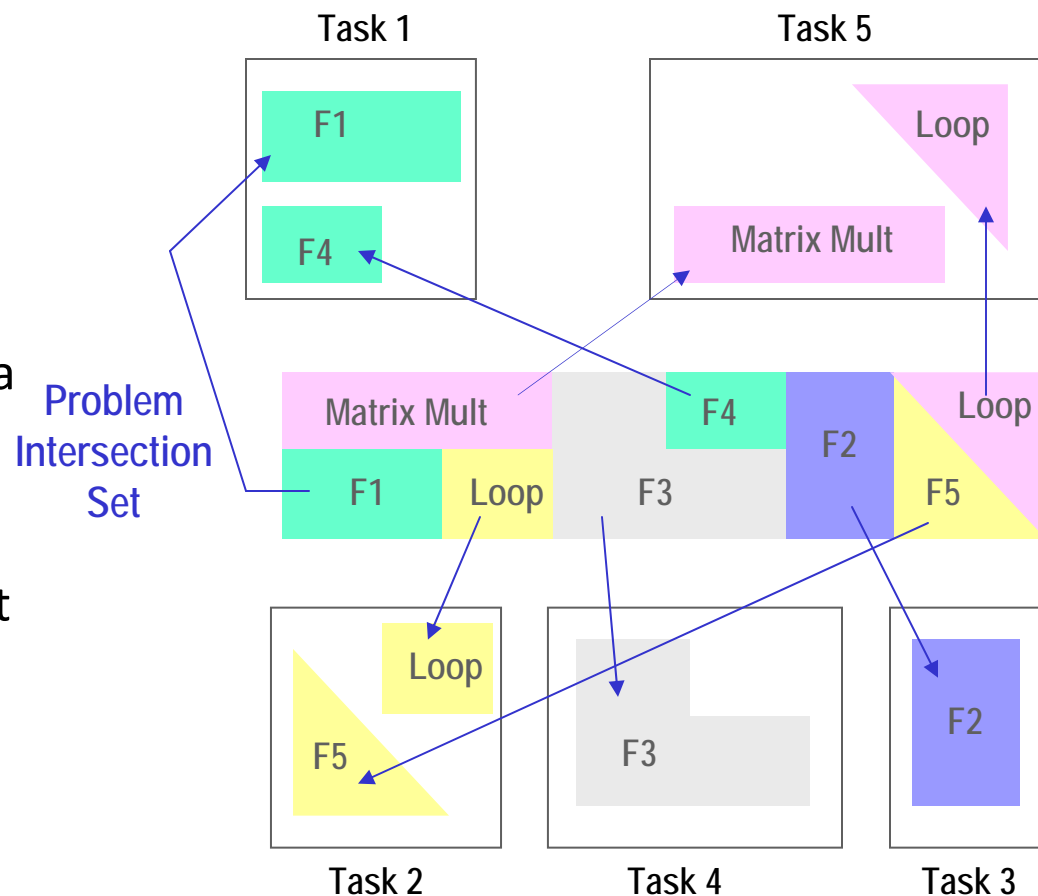 Task 1
Task 5
F1
Loop
F4
Matrix Mult
a
Problem
Intersection
Set
Matrix Mult
F4
Loop
F2
F1
Loop
F3
F5
t
Loop
F5
F3
F2
Task 2
Task 4
Task 3